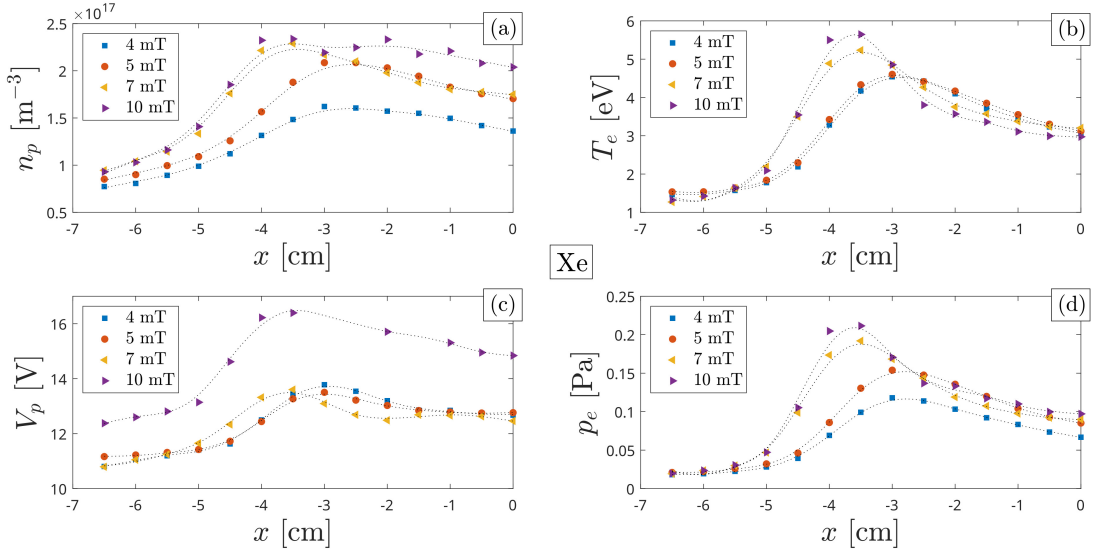 ×10¹⁷
2.5
2
1.5
1
0.5
n_p [m⁻³]
(a)
4 mT
5 mT
7 mT
10 mT
-7 -6 -5 -4 -3 -2 -1 0
x [cm]
6
5
4
3
2
1
T_e [eV]
(b)
4 mT
5 mT
7 mT
10 mT
-7 -6 -5 -4 -3 -2 -1 0
x [cm]
Xe
16
14
12
10
V_p [V]
(c)
4 mT
5 mT
7 mT
10 mT
-7 -6 -5 -4 -3 -2 -1 0
x [cm]
0.25
0.2
0.15
0.1
0.05
0
p_e [Pa]
(d)
4 mT
5 mT
7 mT
10 mT
-7 -6 -5 -4 -3 -2 -1 0
x [cm]